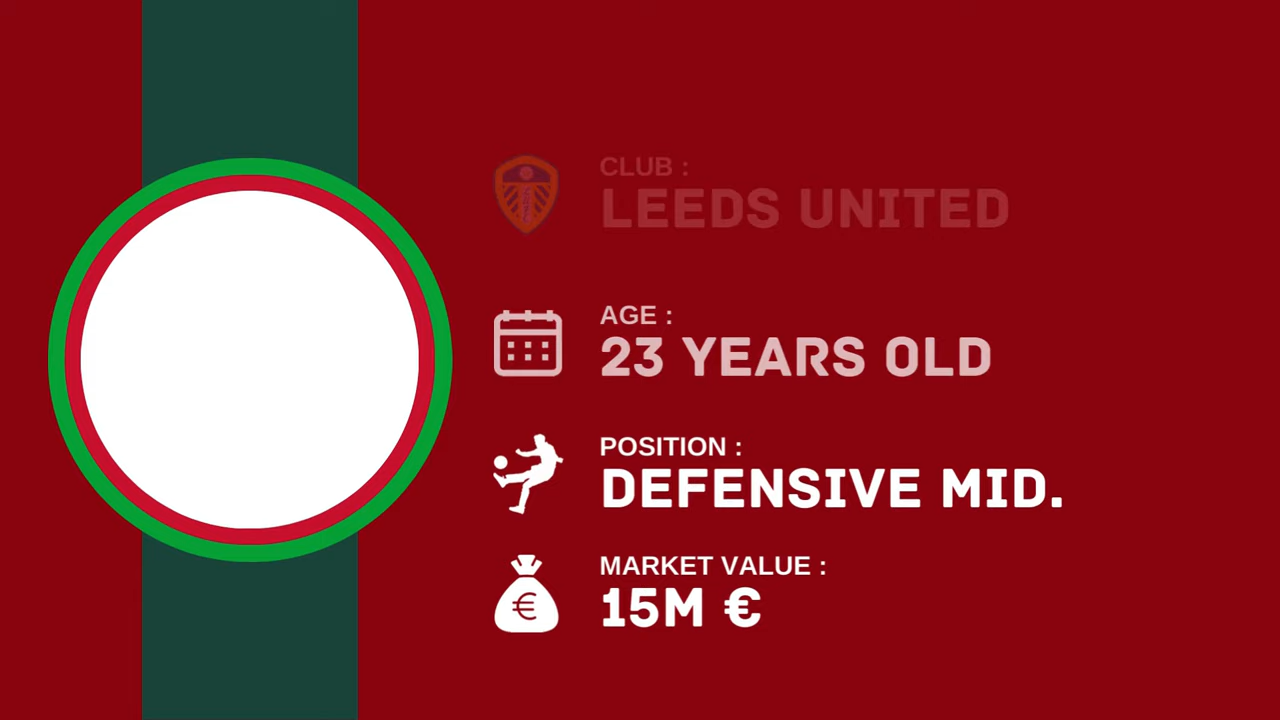 CLUB :
LEEDS UNITED
AGE :
23 YEARS OLD
POSITION :
DEFENSIVE MID.
MARKET VALUE :
15M €